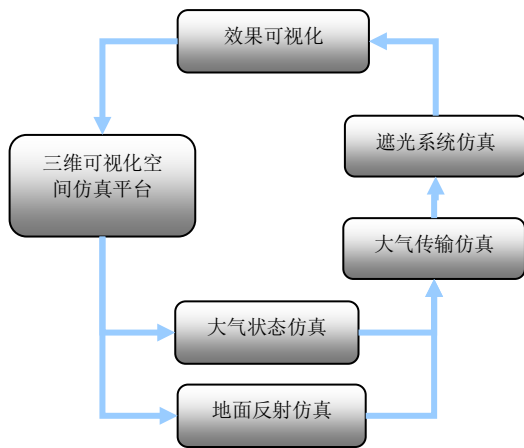 效果可视化
遮光系统仿真
三维可视化空
间仿真平台
大气传输仿真
大气状态仿真
地面反射仿真